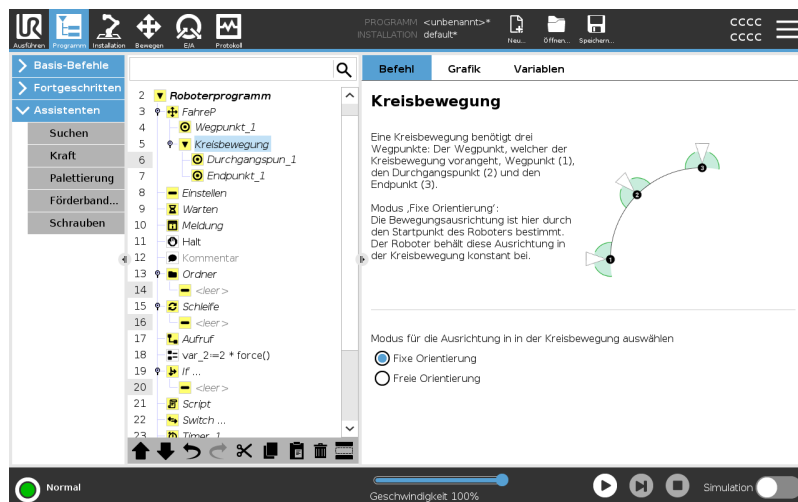 PROGRAMM <unbenannt>*
INSTALLATION default*
Ausführen Programm Installation Bewegen E/A Protokoll Neu... Öffnen... Speichern...
CCCC
CCCC
Basis-Befehle
Fortgeschritten
Assistenten
Suchen
Kraft
Palettierung
Förderband...
Schrauben
2 Roboterprogramm
3 FahreP
4 Wegpunkt_1
5 Kreisbewegung
6 Durchgangspun_1
7 Endpunkt_1
8 Einstellen
9 Warten
10 Meldung
11 Halt
12 Kommentar
13 Ordner
14 <leer>
15 Schleife
16 <leer>
17 Aufruf
18 var_2:=2 * force()
19 If ...
20 <leer>
21 Script
22 Switch ...
23 Timer_1
Befehl Grafik Variablen
Kreisbewegung
Eine Kreisbewegung benötigt drei
Wegpunkte: Der Wegpunkt, welcher der
Kreisbewegung vorangeht, Wegpunkt (1),
den Durchgangspunkt (2) und den
Endpunkt (3).
Modus ‚Fixe Orientierung‘:
Die Bewegungsausrichtung ist hier durch
den Startpunkt des Roboters bestimmt.
Der Roboter behält diese Ausrichtung in
der Kreisbewegung konstant bei.
1
2
3
Modus für die Ausrichtung in in der Kreisbewegung auswählen
Fixe Orientierung
Freie Orientierung
Normal
Geschwindigkeit 100%
Simulation